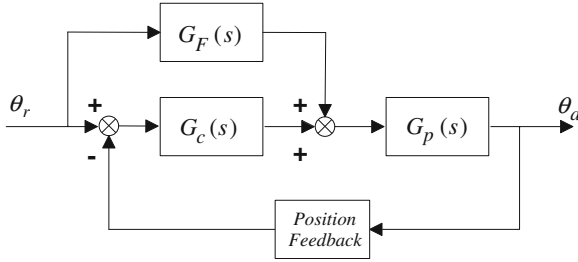 G_F(s)
θ_r
+
+
θ_a
G_c(s)
G_p(s)
-
+
Position
Feedback